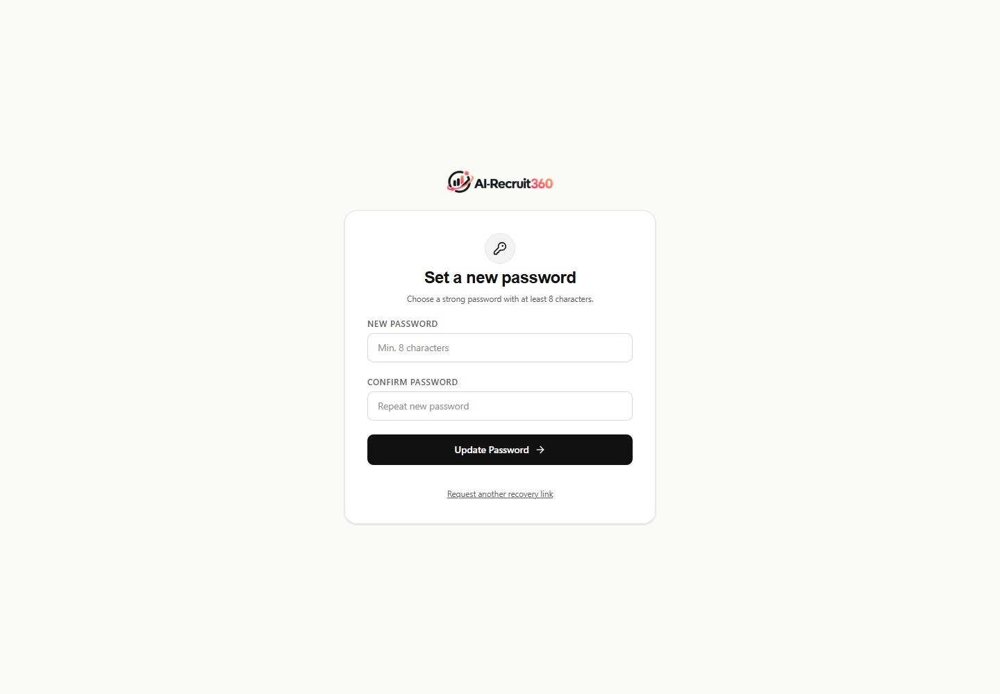 AI-Recruit360
Set a new password
Choose a strong password with at least 8 characters.
NEW PASSWORD
Min. 8 characters
CONFIRM PASSWORD
Repeat new password
Update Password →
Request another recovery link